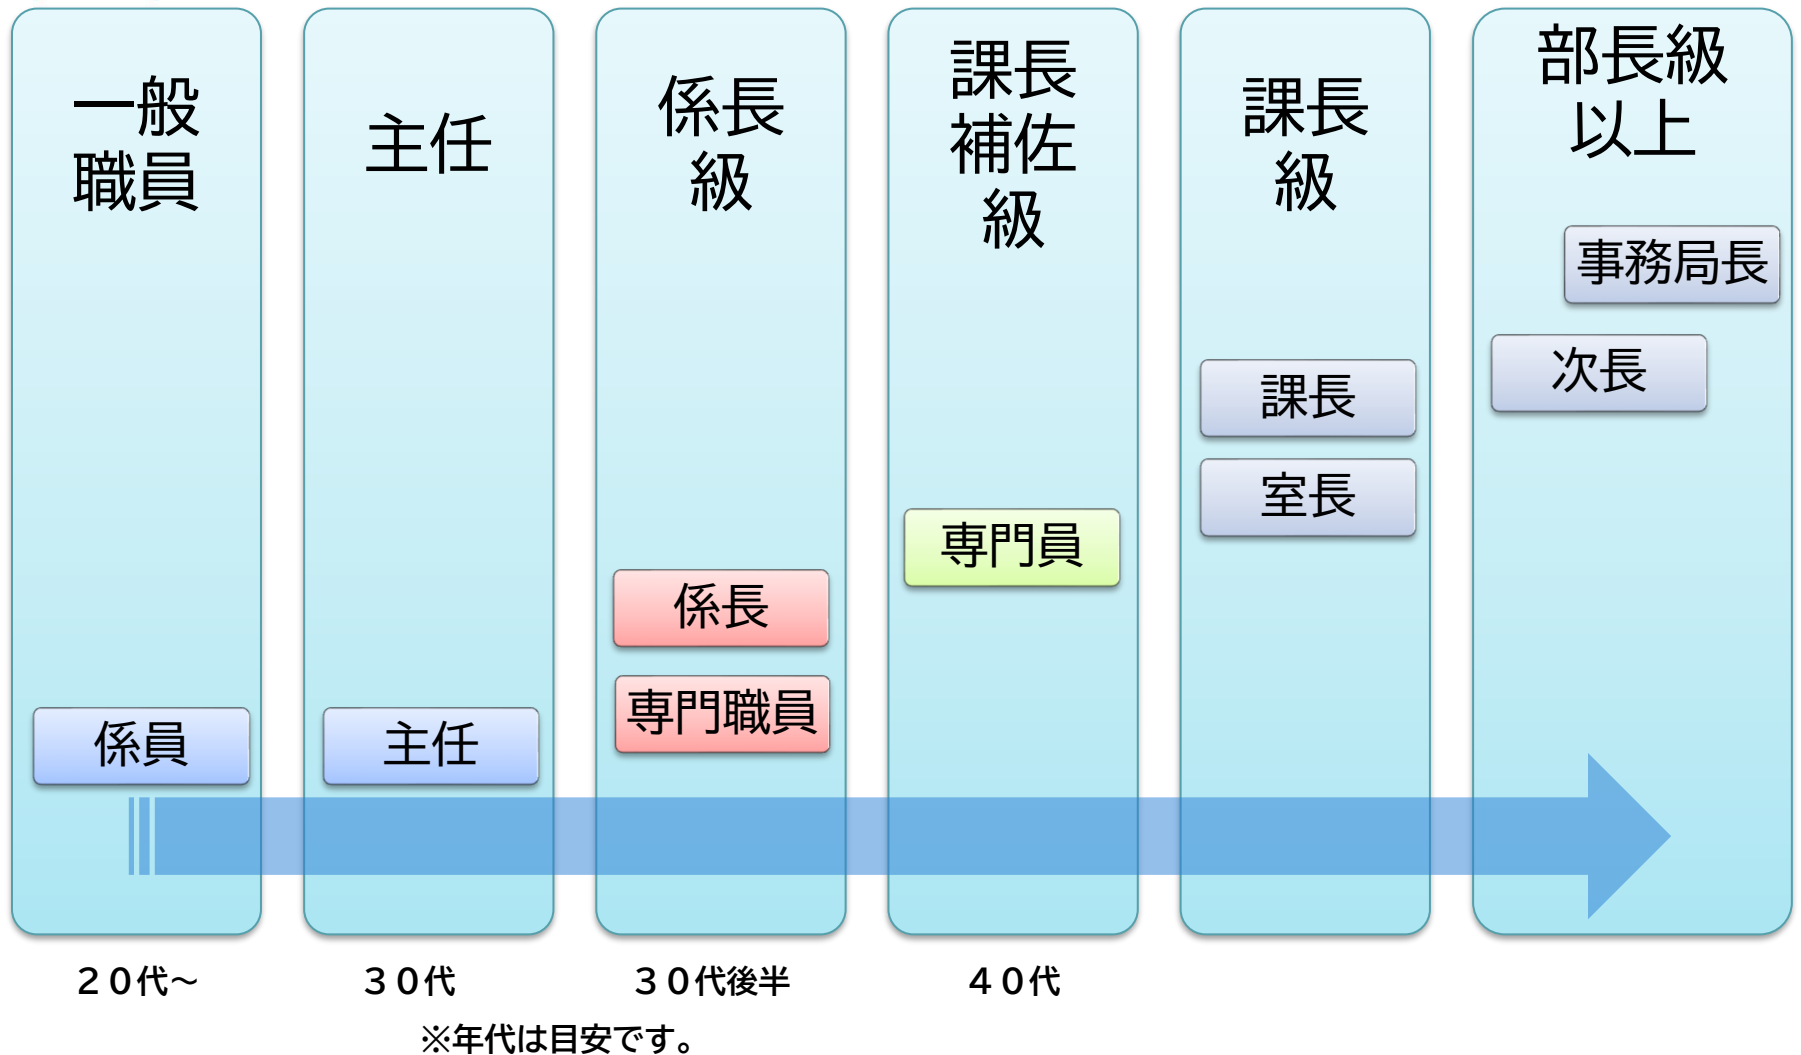 一般
職員
主任
係長
級
課長
補佐
級
課長
級
部長級
以上
事務局長
次長
課長
室長
専門員
係長
専門職員
係員
主任
２０代～
３０代
３０代後半
４０代
※年代は目安です。